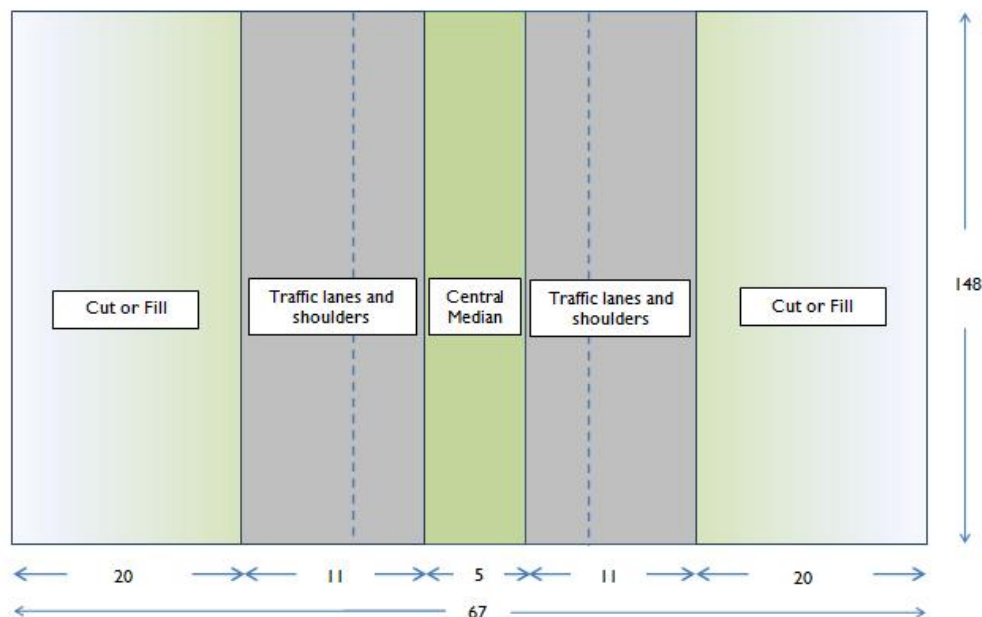 Cut or Fill
Traffic lanes and
shoulders
Central
Median
Traffic lanes and
shoulders
Cut or Fill
148
20
11
5
11
20
67